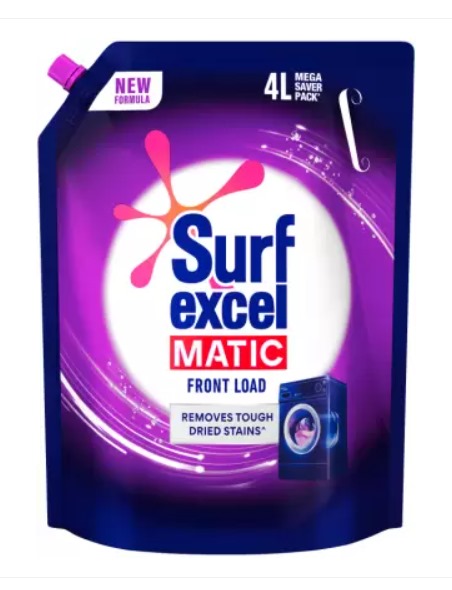 NEW
FORMULA
4L MEGA
SAVER
PACK*
Surf
excel
MATIC
FRONT LOAD
REMOVES TOUGH
DRIED STAINS^